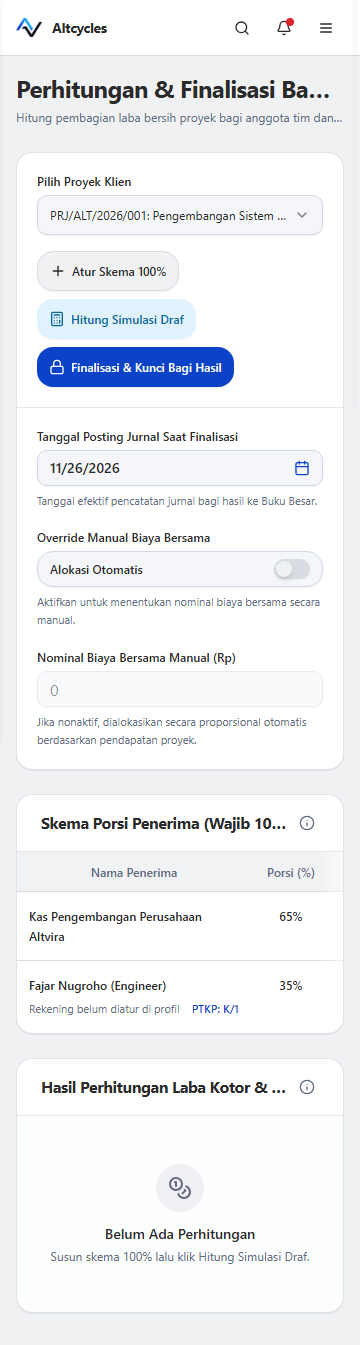 Altcycles
Perhitungan & Finalisasi Ba...
Hitung pembagian laba bersih proyek bagi anggota tim dan...
Pilih Proyek Klien
PRJ/ALT/2026/001: Pengembangan Sistem ...
Atur Skema 100%
Hitung Simulasi Draf
Finalisasi & Kunci Bagi Hasil
Tanggal Posting Jurnal Saat Finalisasi
11/26/2026
Tanggal efektif pencatatan jurnal bagi hasil ke Buku Besar.
Override Manual Biaya Bersama
Alokasi Otomatis
Aktifkan untuk menentukan nominal biaya bersama secara
manual.
Nominal Biaya Bersama Manual (Rp)
0
Jika nonaktif, dialokasikan secara proporsional otomatis
berdasarkan pendapatan proyek.
Skema Porsi Penerima (Wajib 10...
Nama Penerima Porsi (%)
Kas Pengembangan Perusahaan 65%
Altvira
Fajar Nugroho (Engineer) 35%
Rekening belum diatur di profil PTKP: K/1
Hasil Perhitungan Laba Kotor & ...
Belum Ada Perhitungan
Susun skema 100% lalu klik Hitung Simulasi Draf.